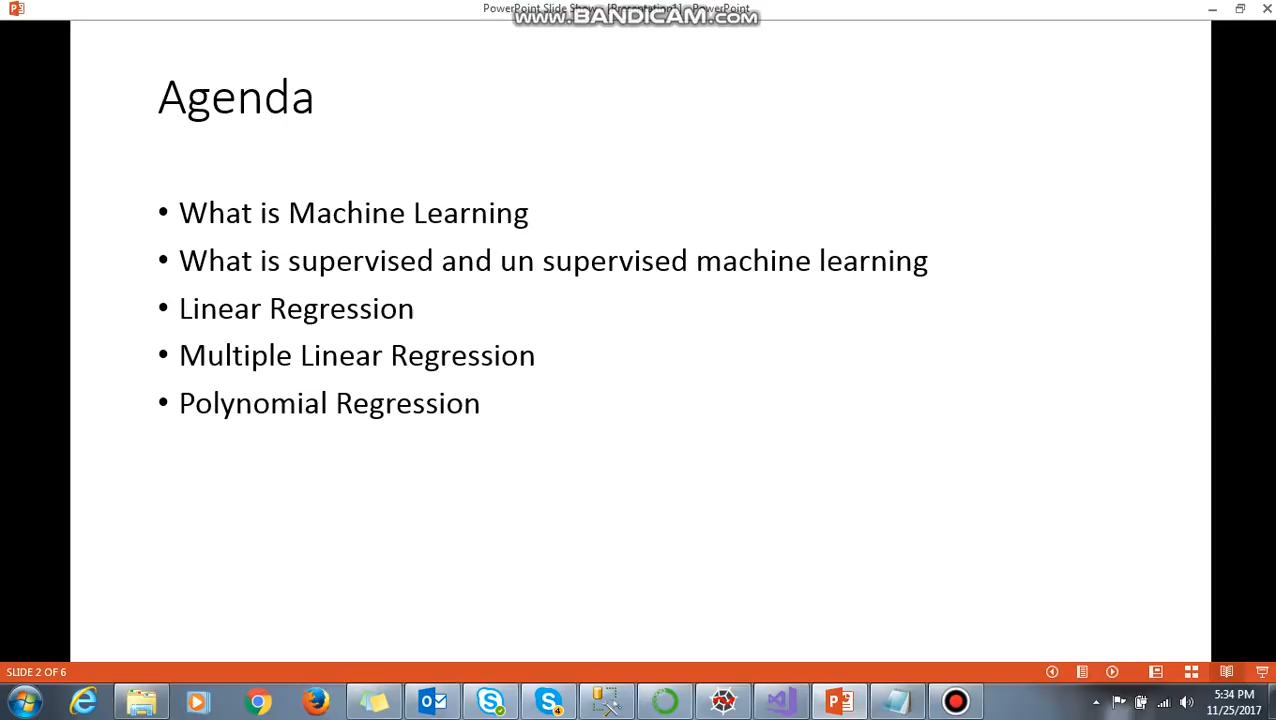 PowerPoint Slide Show - [Presentation1] - PowerPoint
www.BANDICAM.com
Agenda
• What is Machine Learning
• What is supervised and un supervised machine learning
• Linear Regression
• Multiple Linear Regression
• Polynomial Regression
SLIDE 2 OF 6
4
5:34 PM
11/25/2017